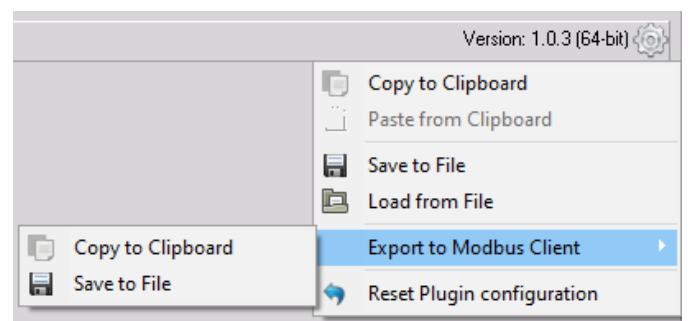 Version: 1.0.3 (64-bit)
Copy to Clipboard
Paste from Clipboard
Save to File
Load from File
Export to Modbus Client
Copy to Clipboard
Save to File
Reset Plugin configuration